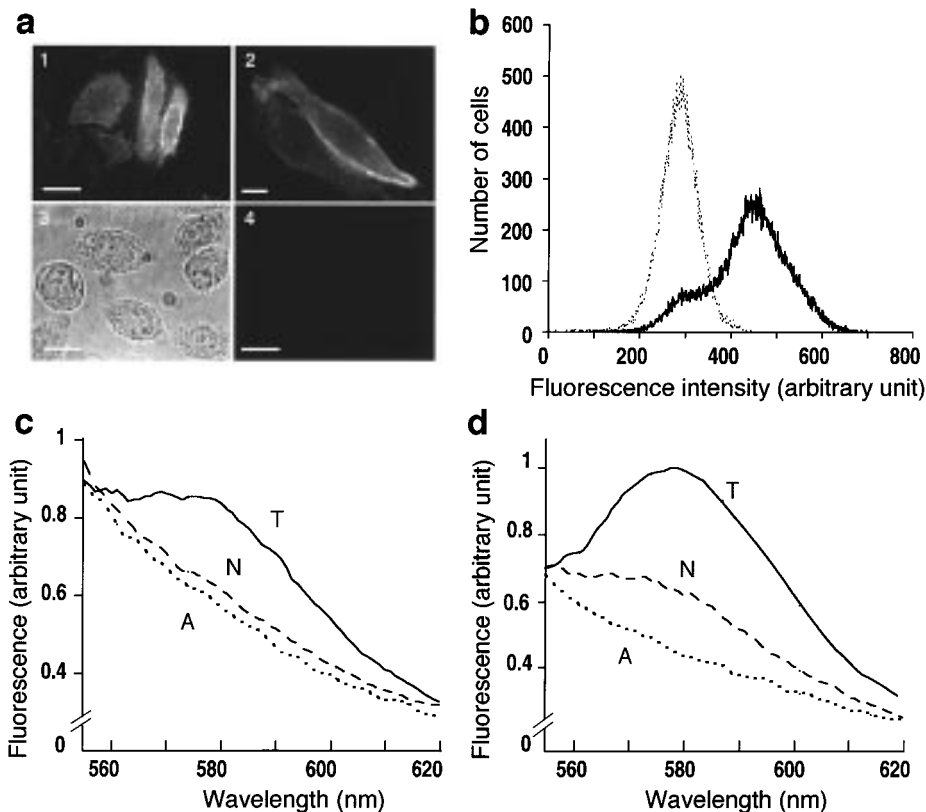 a
1
2
3
4
b
Number of cells
600
500
400
300
200
100
0
0 200 400 600 800
Fluorescence intensity (arbitrary unit)
c
Fluorescence (arbitrary unit)
1
0.8
0.6
0.4
0
T
N
A
560 580 600 620
Wavelength (nm)
d
Fluorescence (arbitrary unit)
1
0.8
0.6
0.4
0
T
N
A
560 580 600 620
Wavelength (nm)